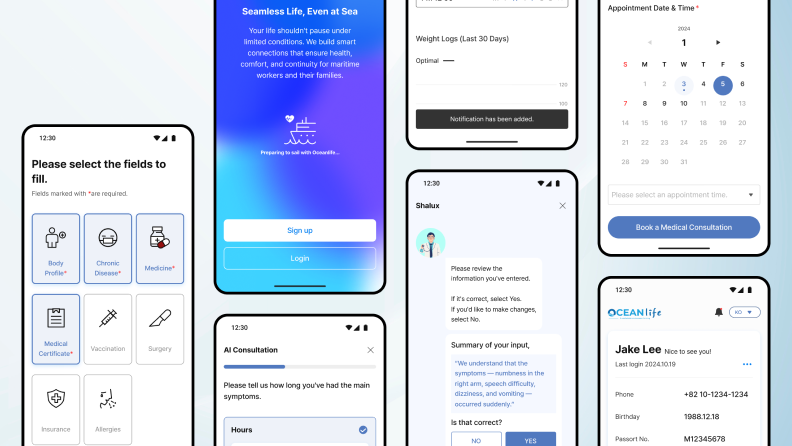 12:30
Please select the fields to
fill.
Fields marked with *are required.
Body
Profile*
Chronic
Disease*
Medicine*
Medical
Certificate*
Vaccination
Surgery
Insurance
Allergies
Seamless Life, Even at Sea
Your life shouldn't pause under
limited conditions. We build smart
connections that ensure health,
comfort, and continuity for maritime
workers and their families.
Preparing to sail with Oceanlife...
Sign up
Login
12:30
AI Consultation
Please tell us how long you've had the main
symptoms.
Hours
Weight Logs (Last 30 Days)
Optimal
120
100
Notification has been added.
12:30
Shalux
Please review the
information you've entered.
If it's correct, select Yes.
If you'd like to make changes,
select No.
Summary of your input,
"We understand that the
symptoms — numbness in the
right arm, speech difficulty,
dizziness, and vomiting —
occurred suddenly."
Is that correct?
NO YES
Appointment Date & Time *
2024
1
S M T W T F S
1 2 3 4 5 6
7 8 9 10 11 12 13
14 15 16 17 18 19 20
21 22 23 24 25 26 27
28 29 30 31
Please select an appointment time.
Book a Medical Consultation
12:30
OCEANlife
KO
Jake Lee Nice to see you!
Last login 2024.10.19
Phone +82 10-1234-1234
Birthday 1988.12.18
Passort No. M12345678